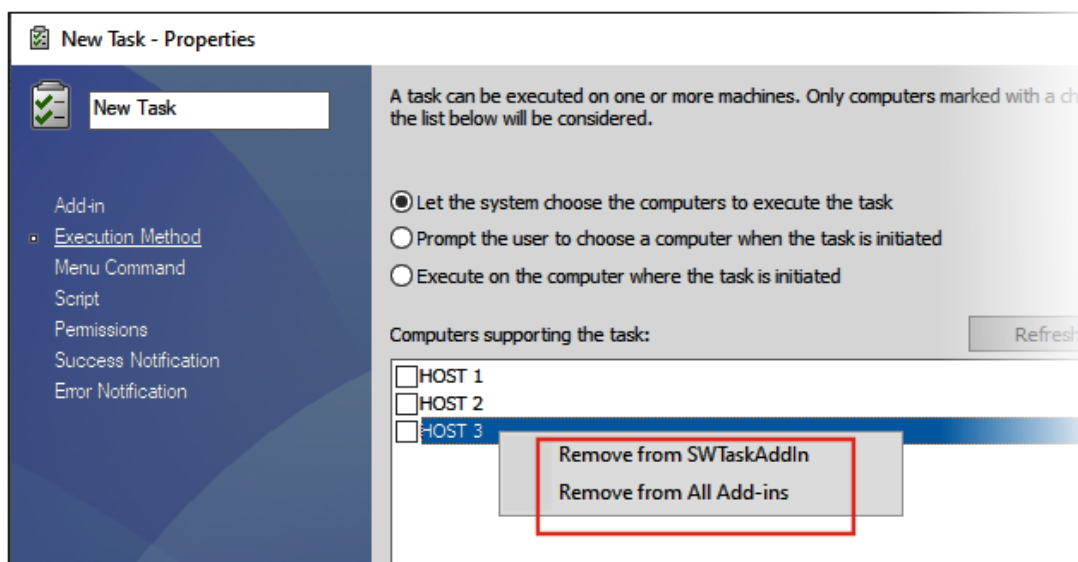 New Task - Properties
New Task
Add-in
Execution Method
Menu Command
Script
Permissions
Success Notification
Error Notification
A task can be executed on one or more machines. Only computers marked with a
the list below will be considered.
Let the system choose the computers to execute the task
Prompt the user to choose a computer when the task is initiated
Execute on the computer where the task is initiated
Computers supporting the task:
Refresh
HOST 1
HOST 2
HOST 3
Remove from SWTaskAddIn
Remove from All Add-ins